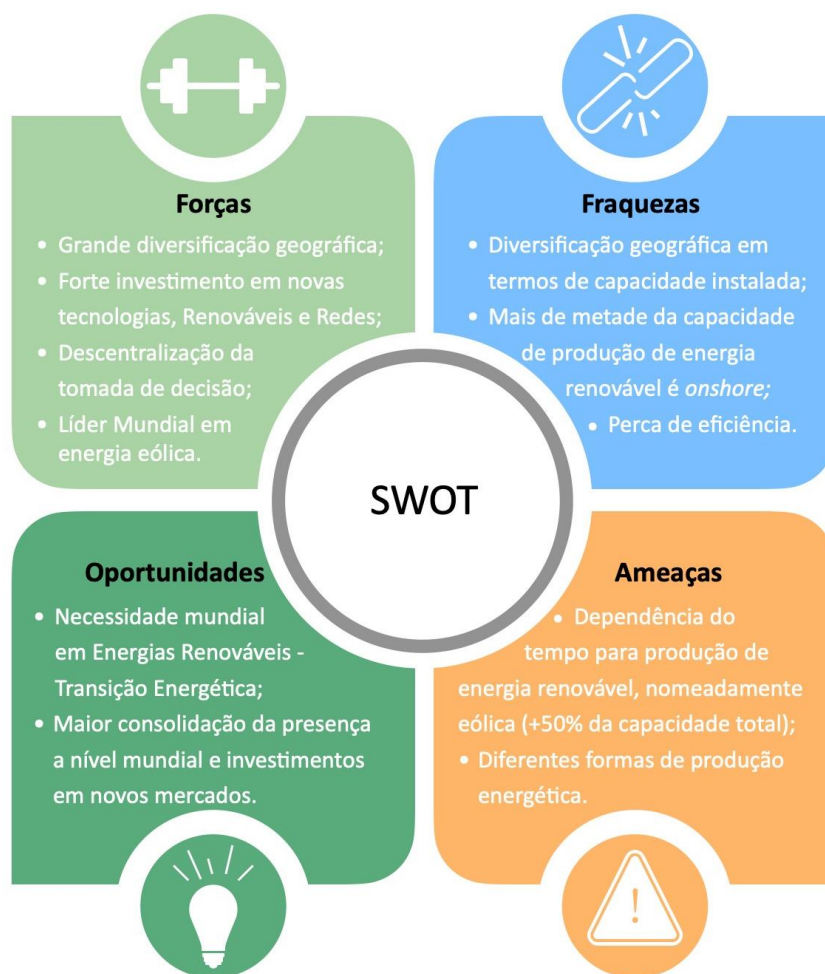 Forças
• Grande diversificação geográfica;
• Forte investimento em novas
tecnologias, Renováveis e Redes;
• Descentralização da
tomada de decisão;
• Líder Mundial em
energia eólica.
Fraquezas
• Diversificação geográfica em
termos de capacidade instalada;
• Mais de metade da capacidade
de produção de energia
renovável é onshore;
• Perca de eficiência.
SWOT
Oportunidades
• Necessidade mundial
em Energias Renováveis -
Transição Energética;
• Maior consolidação da presença
a nível mundial e investimentos
em novos mercados.
Ameaças
• Dependência do
tempo para produção de
energia renovável, nomeadamente
eólica (+50% da capacidade total);
• Diferentes formas de produção
energética.
!